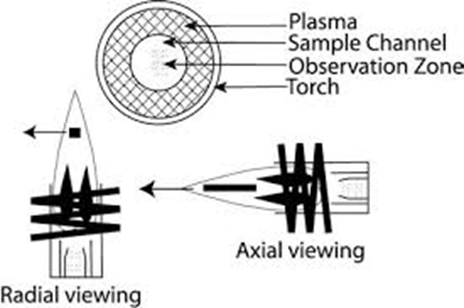 Plasma
Sample Channel
Observation Zone
Torch
Axial viewing
Radial viewing